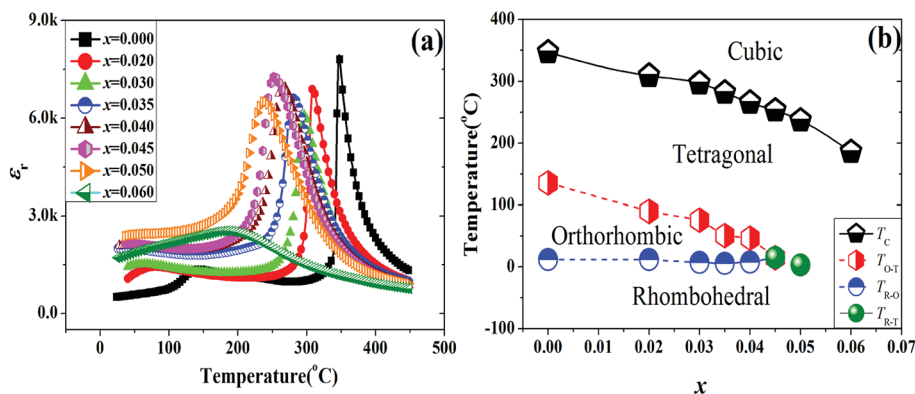 (a)
9.0k
6.0k
3.0k
0.0
εr
x=0.000
x=0.020
x=0.030
x=0.035
x=0.040
x=0.045
x=0.050
x=0.060
0 100 200 300 400 500
Temperature(°C)
(b)
400
300
200
100
0
-100
Temperature(°C)
Cubic
Tetragonal
Orthorhombic
Rhombohedral
TC
TO-T
TR-O
TR-T
0.00 0.01 0.02 0.03 0.04 0.05 0.06 0.07
x